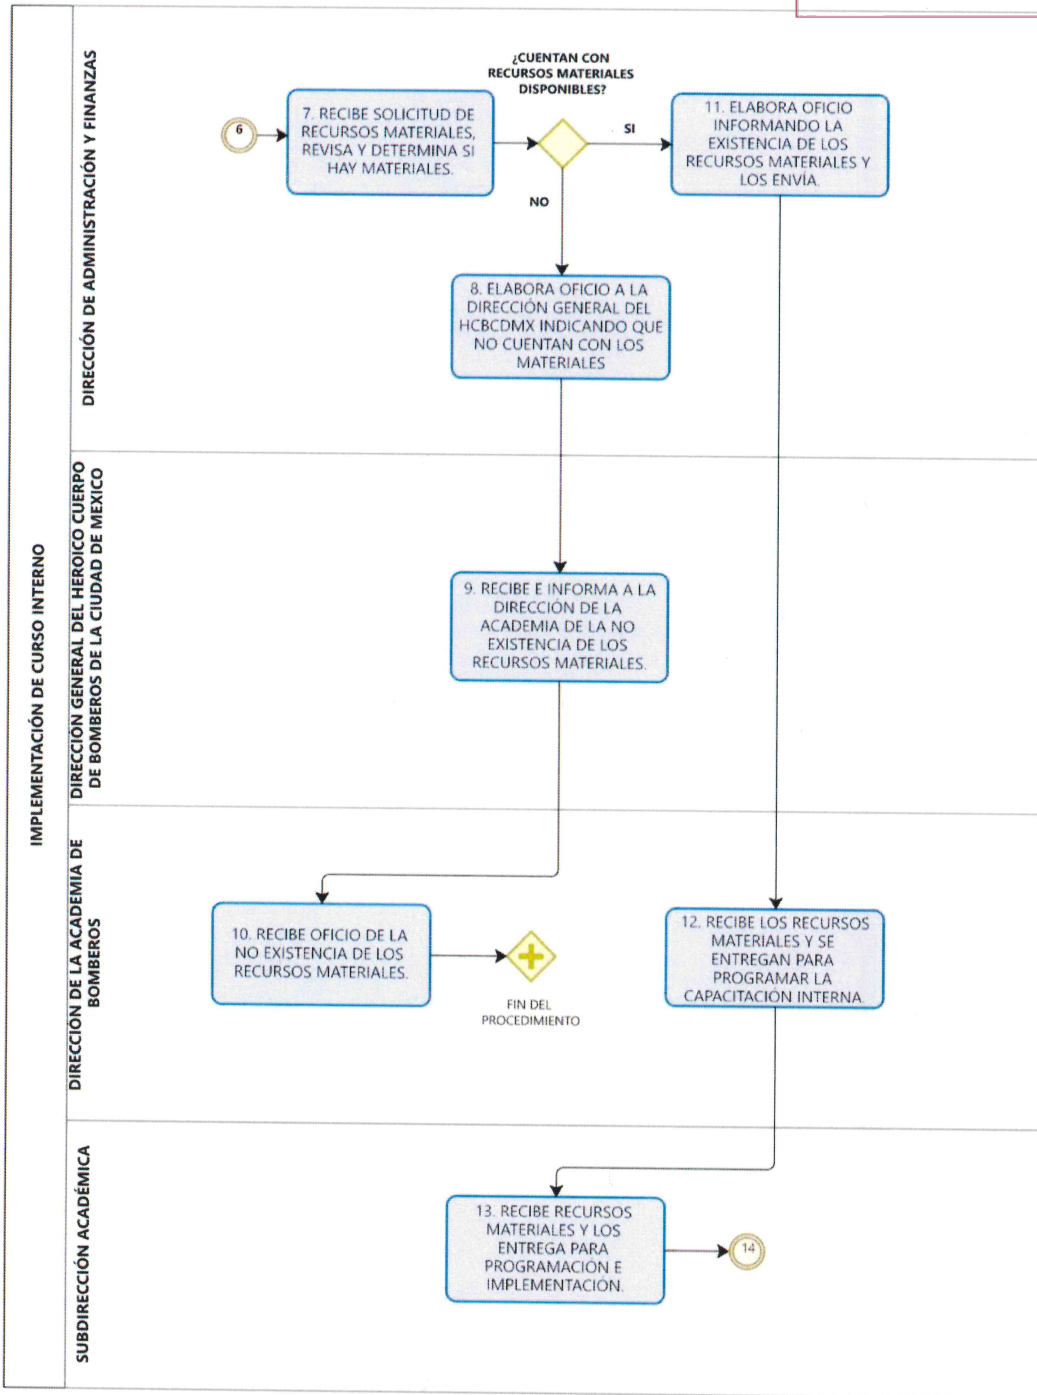 IMPLEMENTACIÓN DE CURSO INTERNO
DIRECCIÓN DE ADMINISTRACIÓN Y FINANZAS
¿CUENTAN CON
RECURSOS MATERIALES
DISPONIBLES?
6
7. RECIBE SOLICITUD DE
RECURSOS MATERIALES,
REVISA Y DETERMINA SI
HAY MATERIALES.
SI
11. ELABORA OFICIO
INFORMANDO LA
EXISTENCIA DE LOS
RECURSOS MATERIALES Y
LOS ENVÍA.
NO
8. ELABORA OFICIO A LA
DIRECCIÓN GENERAL DEL
HCBCDMX INDICANDO QUE
NO CUENTAN CON LOS
MATERIALES
DIRECCIÓN GENERAL DEL HEROICO CUERPO
DE BOMBEROS DE LA CIUDAD DE MEXICO
9. RECIBE E INFORMA A LA
DIRECCIÓN DE LA
ACADEMIA DE LA NO
EXISTENCIA DE LOS
RECURSOS MATERIALES.
DIRECCIÓN DE LA ACADEMIA DE
BOMBEROS
10. RECIBE OFICIO DE LA
NO EXISTENCIA DE LOS
RECURSOS MATERIALES.
FIN DEL
PROCEDIMIENTO
12. RECIBE LOS RECURSOS
MATERIALES Y SE
ENTREGAN PARA
PROGRAMAR LA
CAPACITACIÓN INTERNA.
SUBDIRECCIÓN ACADÉMICA
13. RECIBE RECURSOS
MATERIALES Y LOS
ENTREGA PARA
PROGRAMACIÓN E
IMPLEMENTACIÓN.
14